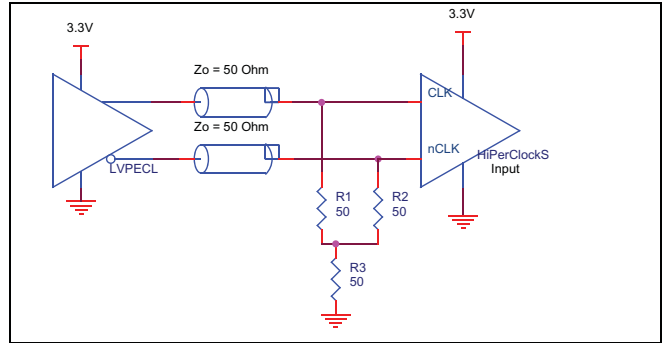 3.3V
3.3V
Zo = 50 Ohm
CLK
Zo = 50 Ohm
nCLK
LVPECL
HiPerClockS
Input
R1
50
R2
50
R3
50